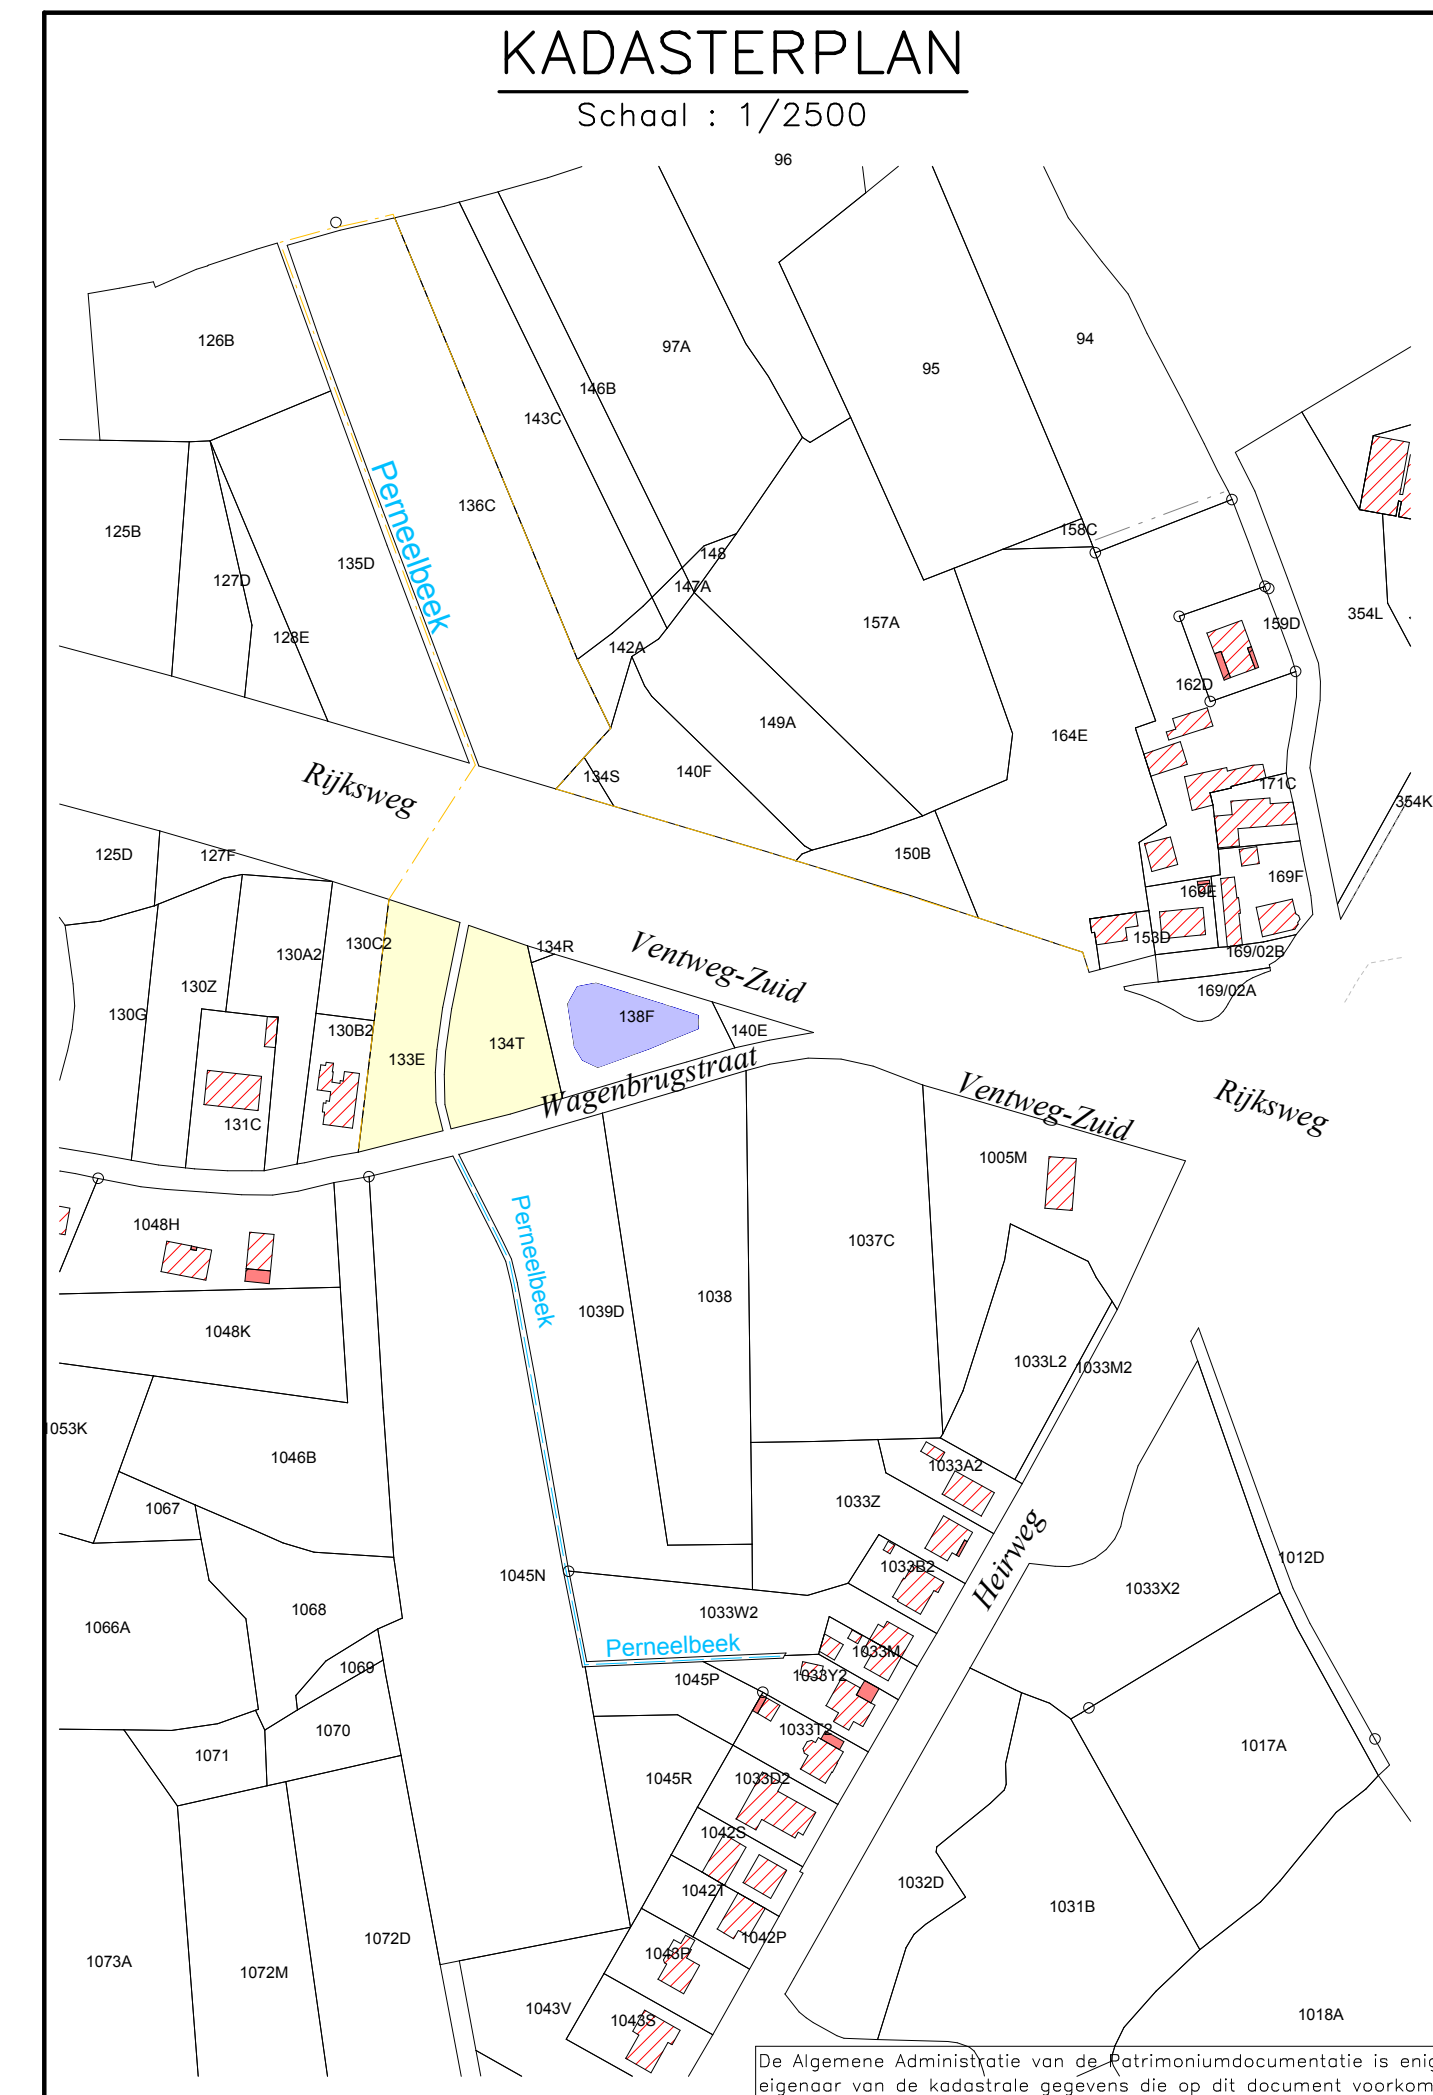 KADASTERPLAN
Schaal : 1/2500
96
126B
97A
94
95
146B
143C
136C
Perneelbeek
125B
135D
127D
128E
158C
148
147A
157A
142A
159D
354L
162D
149A
164E
Rijksweg
134S
140F
171C
354K
125D
127F
150B
169F
169E
130C2
134R
Ventweg-Zuid
153D
169/02B
130A2
130Z
169/02A
130G
130B2
138F
140E
134T
133E
Wagenbrugstraat
Ventweg-Zuid
Rijksweg
131C
1005M
1048H
Perneelbeek
1037C
1038
1039D
1048K
1033L2
1033M2
1053K
1046B
1033A2
1067
1033Z
Heirweg
1012D
1045N
1033B2
1033X2
1068
1066A
1033W2
Perneelbeek
1033M
1069
1045P
1033Y2
1070
1033T2
1071
1017A
1045R
1033D2
1042S
1042T
1032D
1031B
1072D
1042P
1043P
1073A
1072M
1043V
1043S
1018A
De Algemene Administratie van de Patrimoniumdocumentatie is enig
eigenaar van de kadastrale gegevens die op dit document voorkom